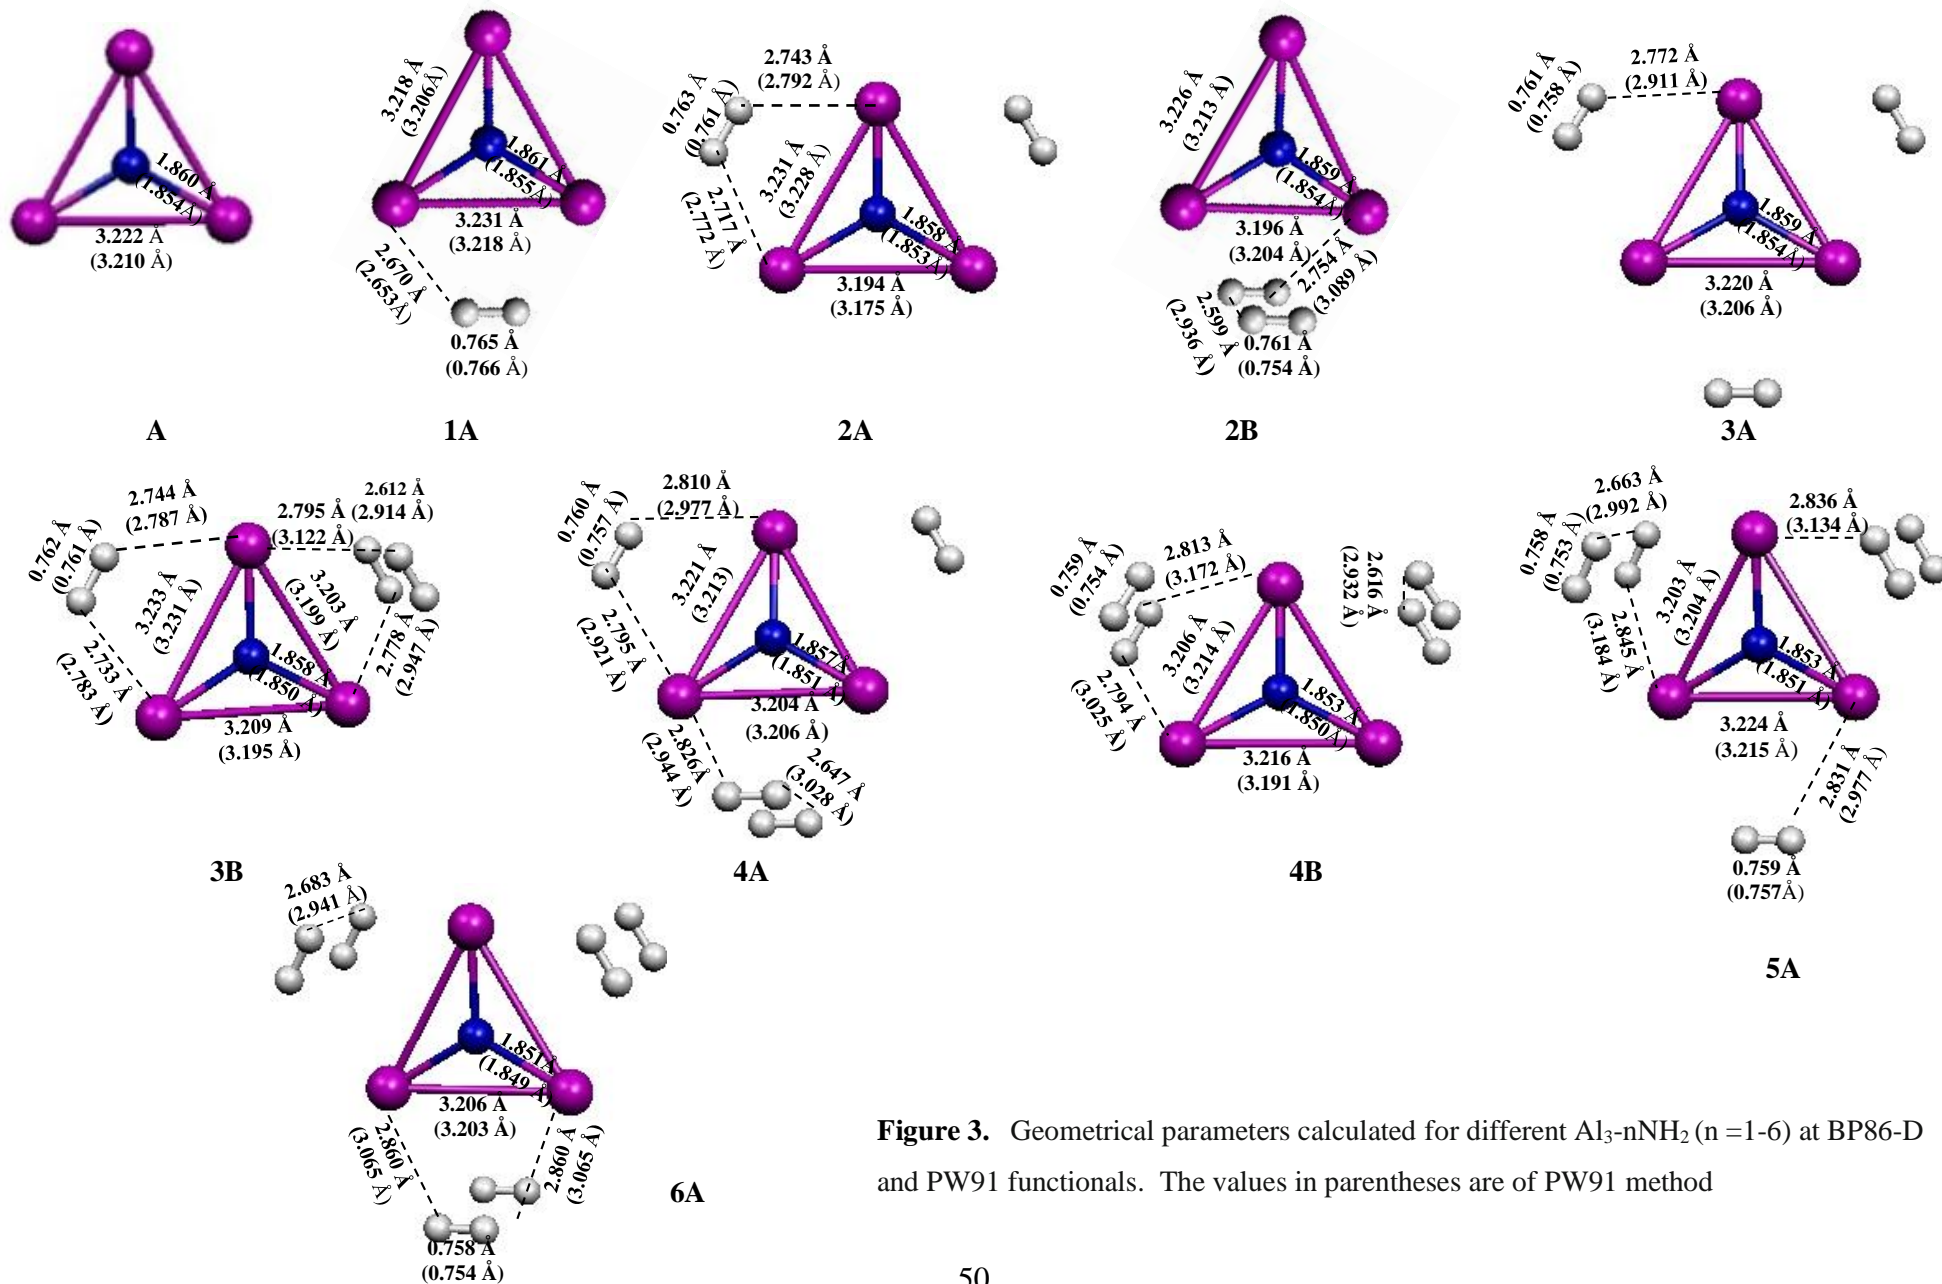 3.222 Å
(3.210 Å)
1.860 Å
(1.854Å)
A
3.218 Å
(3.206Å)
1.861 Å
(1.855Å)
3.231 Å
(3.218 Å)
2.670 Å
(2.653Å)
0.765 Å
(0.766 Å)
1A
0.763 Å
(0.761 Å)
2.743 Å
(2.792 Å)
3.231 Å
(3.228 Å)
2.717 Å
(2.772 Å)
1.858 Å
(1.853Å)
3.194 Å
(3.175 Å)
2A
3.226 Å
(3.213 Å)
1.859 Å
(1.854Å)
3.196 Å
(3.204 Å)
2.754 Å
(3.089 Å)
2.599 Å
(2.936 Å)
0.761 Å
(0.754 Å)
2B
0.761 Å
(0.758 Å)
2.772 Å
(2.911 Å)
1.859 Å
(1.854Å)
3.220 Å
(3.206 Å)
3A
0.762 Å
(0.761 Å)
2.744 Å
(2.787 Å)
2.795 Å
(3.122 Å)
2.612 Å
(2.914 Å)
3.233 Å
(3.231 Å)
3.203 Å
(3.199 Å)
2.733 Å
(2.783 Å)
2.778 Å
(2.947 Å)
1.858 Å
(1.850 Å)
3.209 Å
(3.195 Å)
3B
0.760 Å
(0.757 Å)
2.810 Å
(2.977 Å)
3.221 Å
(3.213)
2.795 Å
(2.921 Å)
1.857Å
(1.851 Å)
3.204 Å
(3.206 Å)
2.826Å
(2.944 Å)
2.647 Å
(3.028 Å)
4A
0.759 Å
(0.754 Å)
2.813 Å
(3.172 Å)
2.616 Å
(2.932 Å)
3.206 Å
(3.214 Å)
2.794 Å
(3.025 Å)
1.853 Å
(1.850Å)
3.216 Å
(3.191 Å)
4B
0.758 Å
(0.753 Å)
2.663 Å
(2.992 Å)
2.836 Å
(3.134 Å)
3.203 Å
(3.204 Å)
2.845 Å
(3.184 Å)
1.853 Å
(1.851 Å)
3.224 Å
(3.215 Å)
2.831 Å
(2.977 Å)
0.759 Å
(0.757Å)
5A
2.683 Å
(2.941 Å)
1.851Å
(1.849 Å)
3.206 Å
(3.203 Å)
2.860 Å
(3.065 Å)
2.860 Å
(3.065 Å)
0.758 Å
(0.754 Å)
6A
Figure 3. Geometrical parameters calculated for different Al₃-nNH₂ (n =1-6) at BP86-D
and PW91 functionals. The values in parentheses are of PW91 method
50